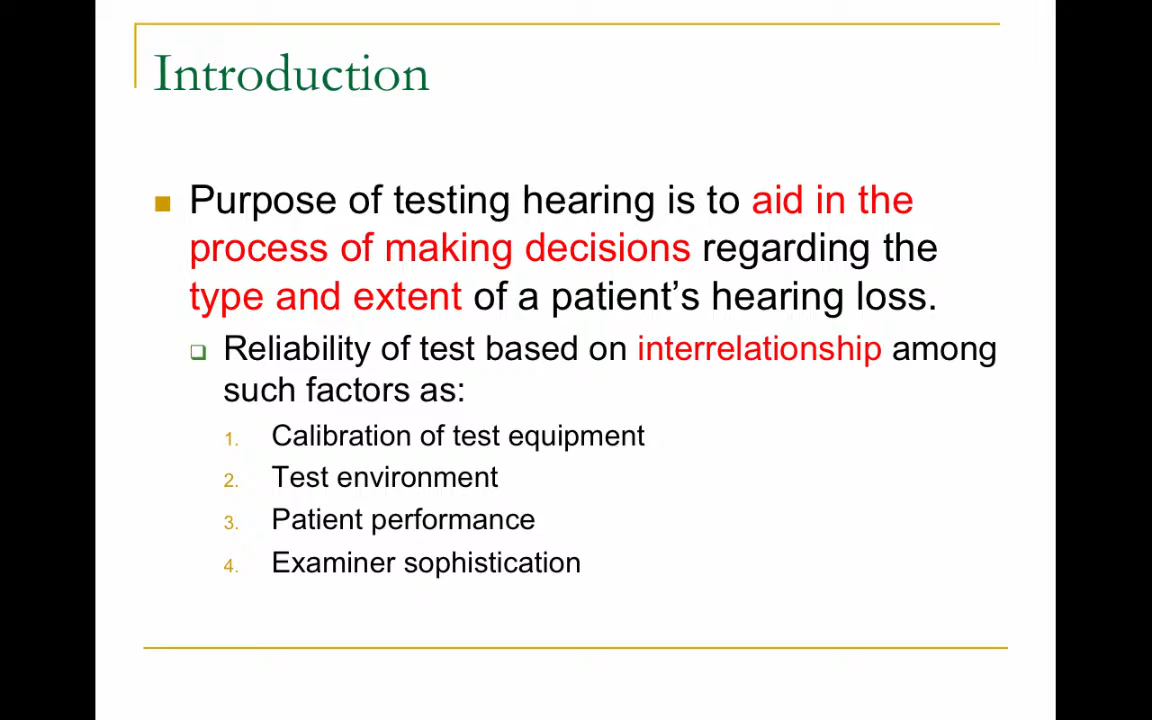 Introduction
Purpose of testing hearing is to aid in the
process of making decisions regarding the
type and extent of a patient’s hearing loss.
Reliability of test based on interrelationship among
such factors as:
1. Calibration of test equipment
2. Test environment
3. Patient performance
4. Examiner sophistication